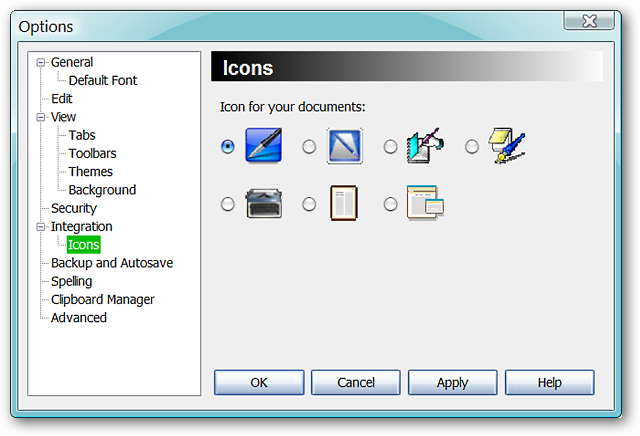 Options
General
Default Font
Edit
View
Tabs
Toolbars
Themes
Background
Security
Integration
Icons
Backup and Autosave
Spelling
Clipboard Manager
Advanced
Icons
Icon for your documents:
OK Cancel Apply Help